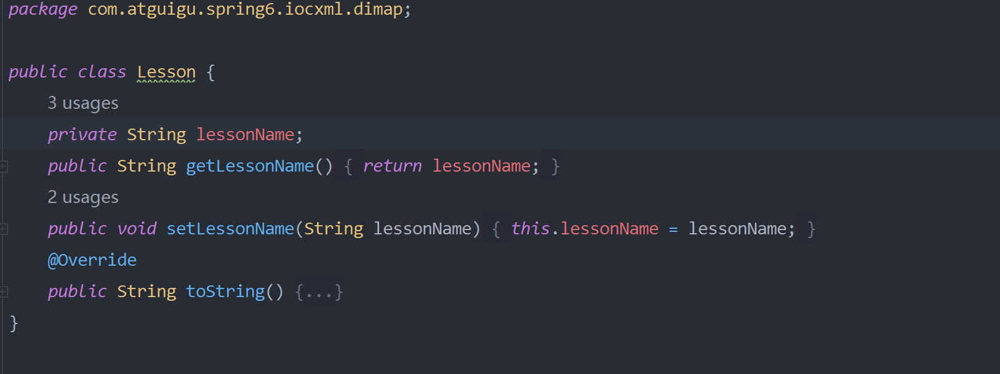 package com.atguigu.spring6.iocxml.dimap;
public class Lesson {
3 usages
private String lessonName;
public String getLessonName() { return lessonName; }
2 usages
public void setLessonName(String lessonName) { this.lessonName = lessonName; }
@Override
public String toString() {...}
}